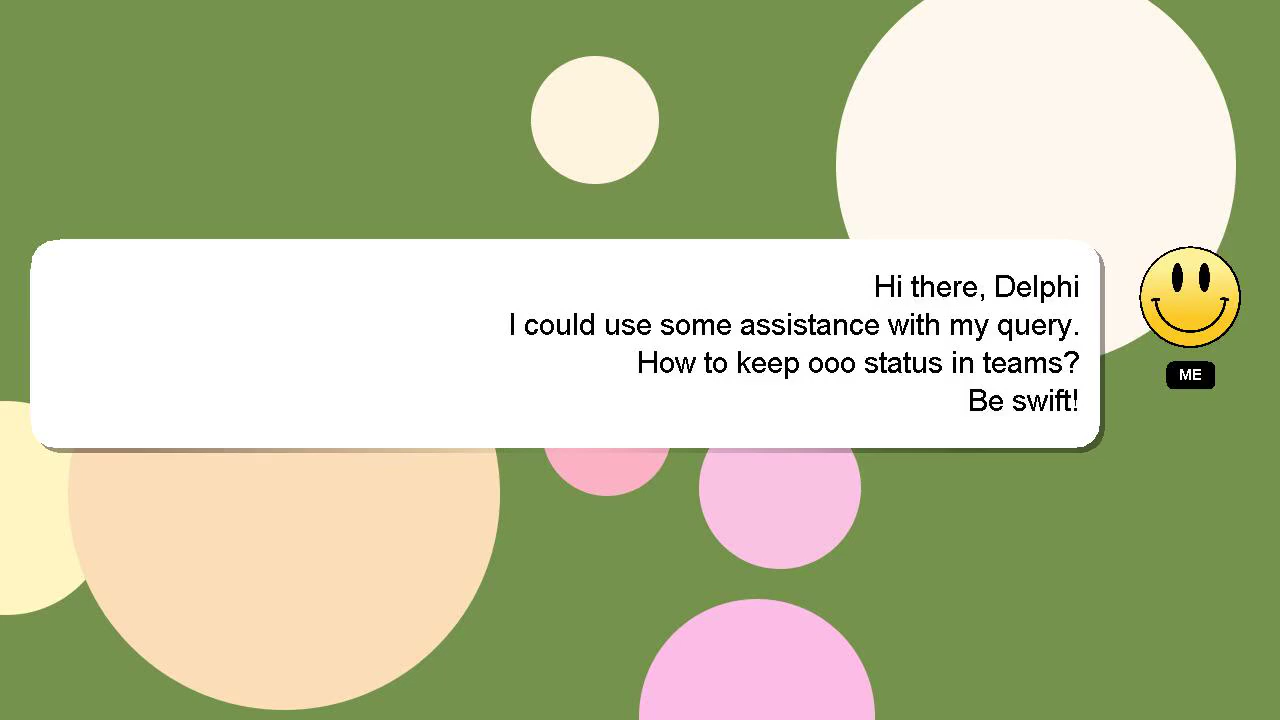 Hi there, Delphi
I could use some assistance with my query.
How to keep ooo status in teams?
Be swift!
ME